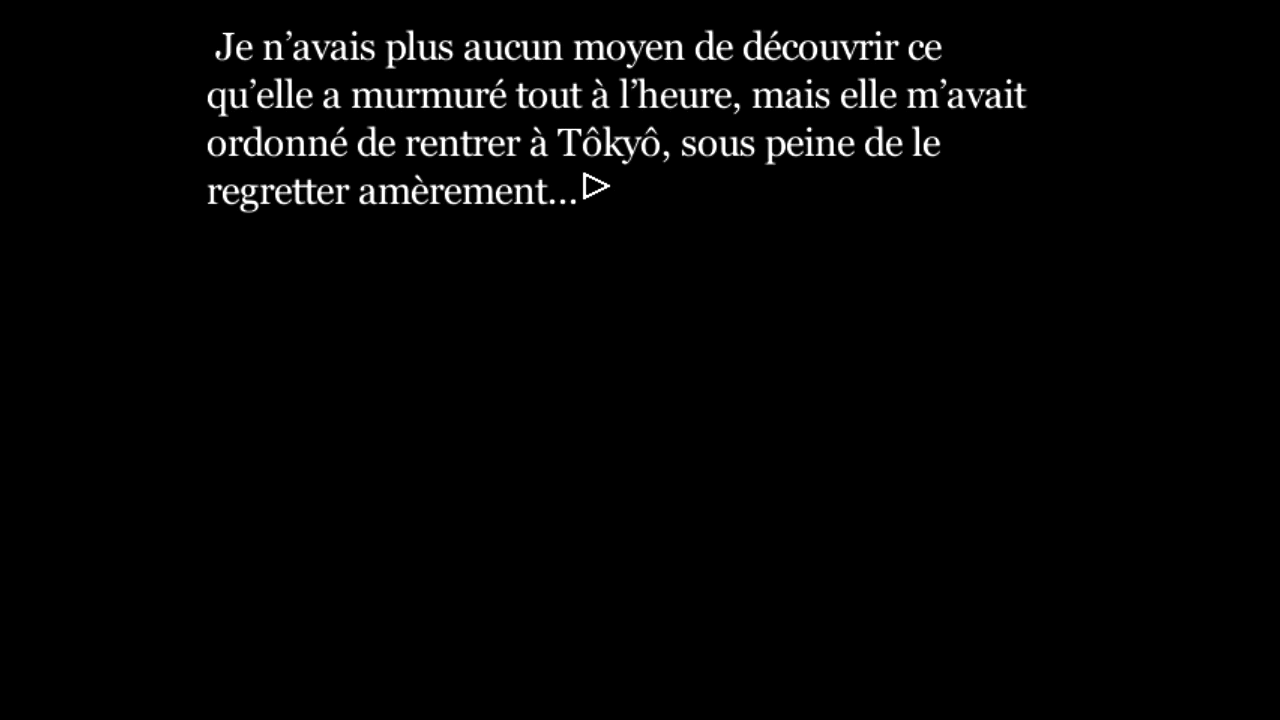 Je n’avais plus aucun moyen de découvrir ce
qu’elle a murmuré tout à l’heure, mais elle m’avait
ordonné de rentrer à Tôkyô, sous peine de le
regretter amèrement...